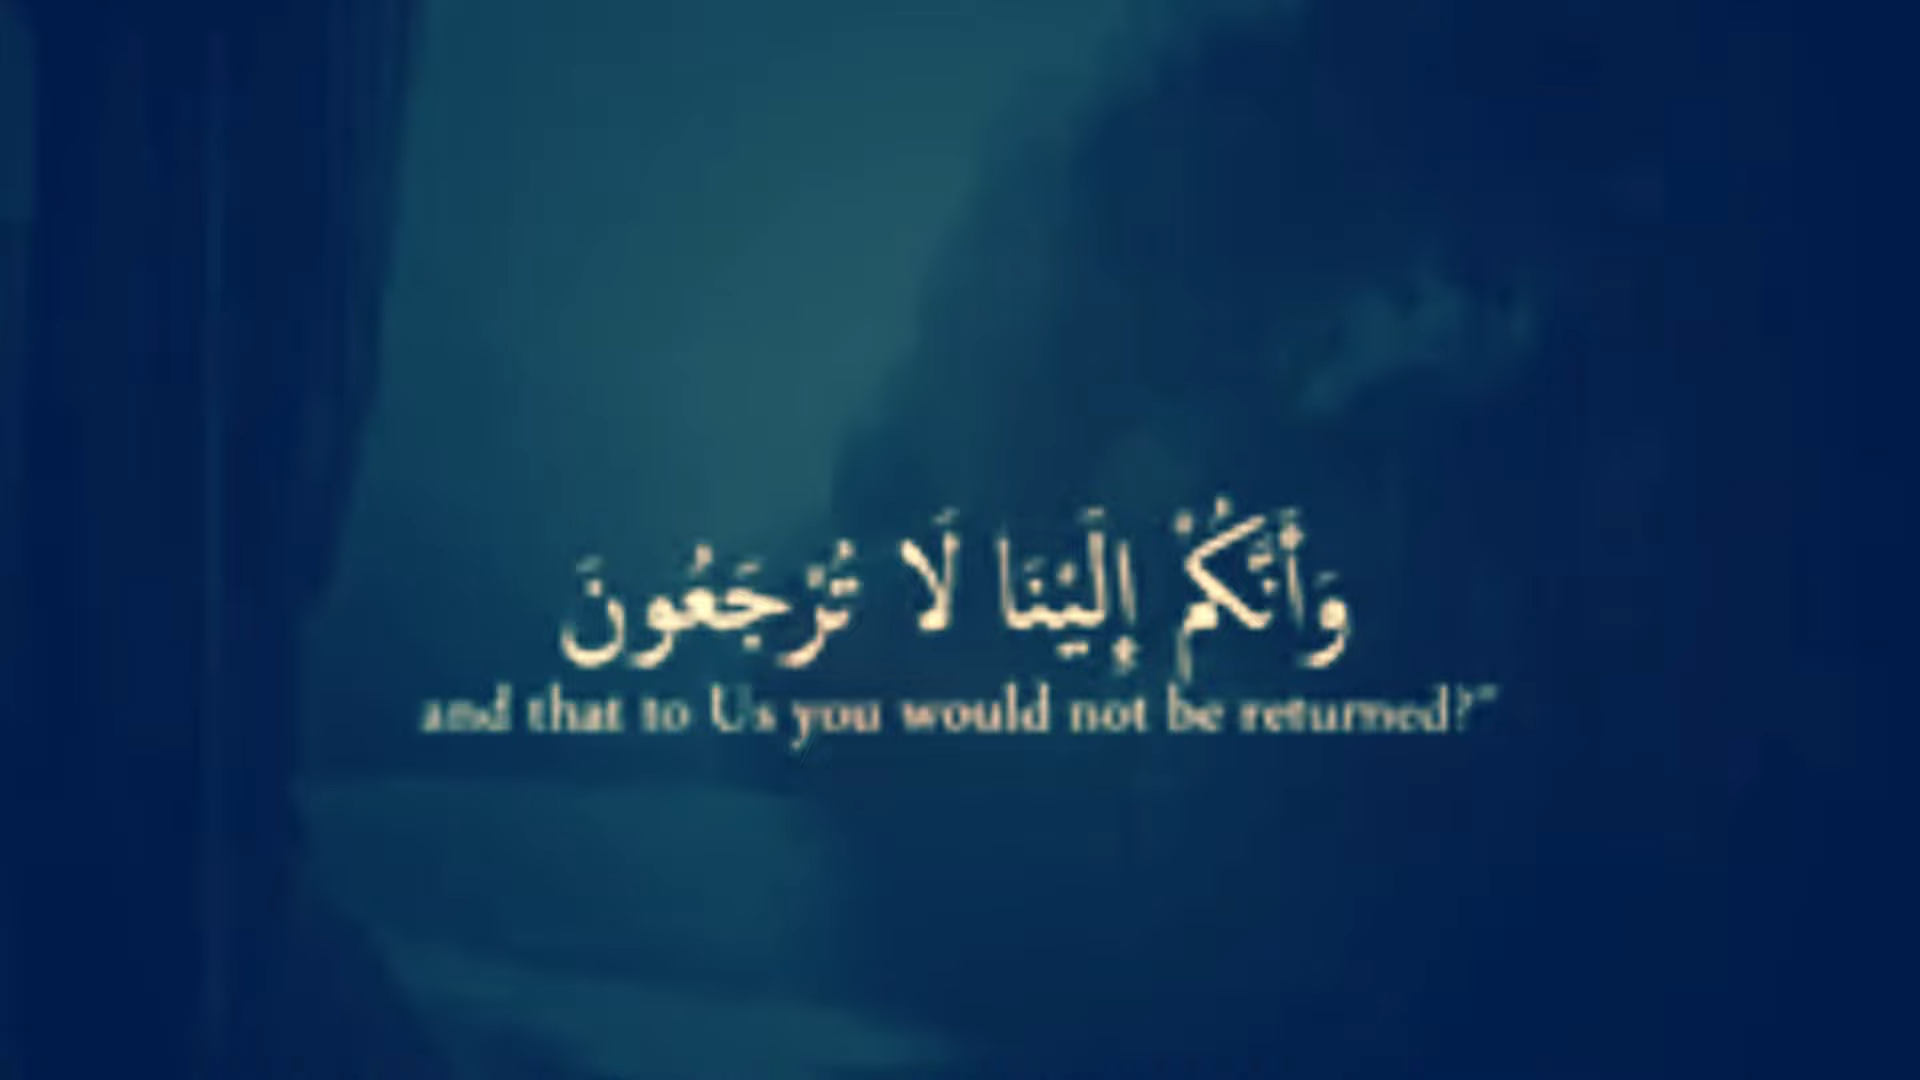 وَأَنَّكُمْ إِلَيْنَا لَا تُرْجَعُونَ
and that to Us you would not be returned?"